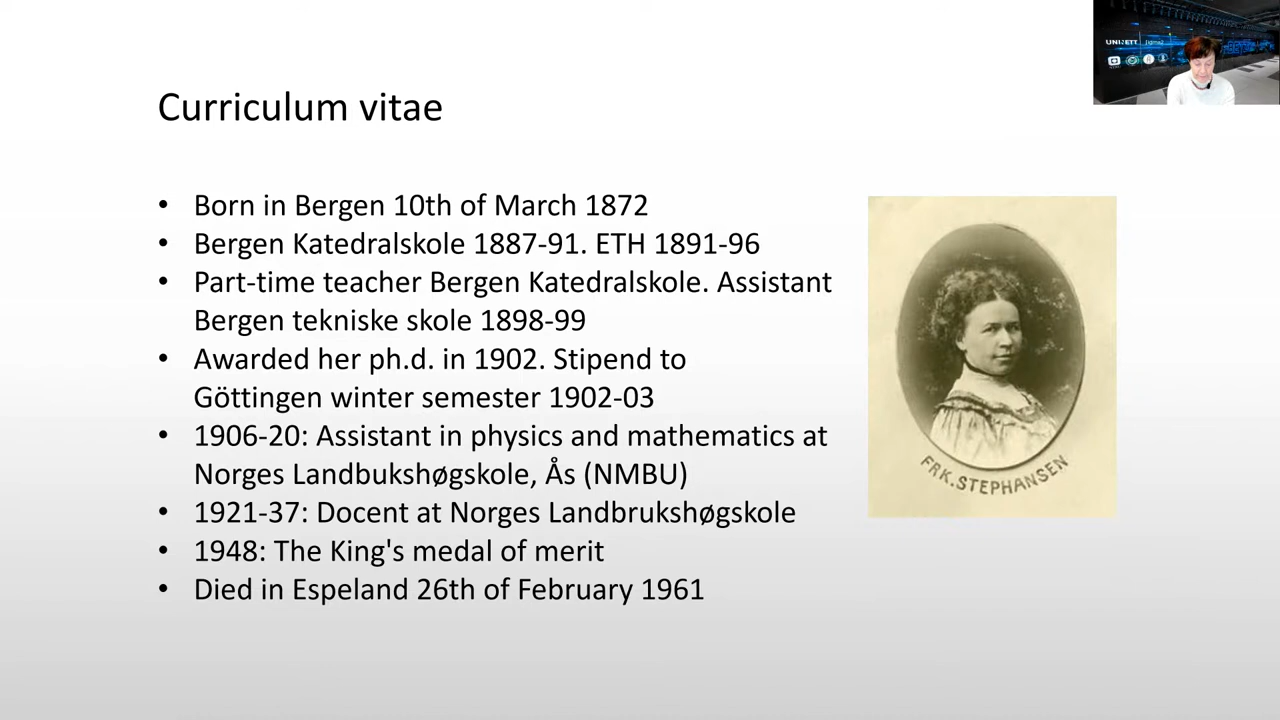 UNINETT
Curriculum vitae
• Born in Bergen 10th of March 1872
• Bergen Katedralskole 1887-91. ETH 1891-96
• Part-time teacher Bergen Katedralskole. Assistant
Bergen tekniske skole 1898-99
• Awarded her ph.d. in 1902. Stipend to
Göttingen winter semester 1902-03
• 1906-20: Assistant in physics and mathematics at
Norges Landbukshøgskole, Ås (NMBU)
• 1921-37: Docent at Norges Landbrukshøgskole
• 1948: The King's medal of merit
• Died in Espeland 26th of February 1961
FRK. STEPHANSEN